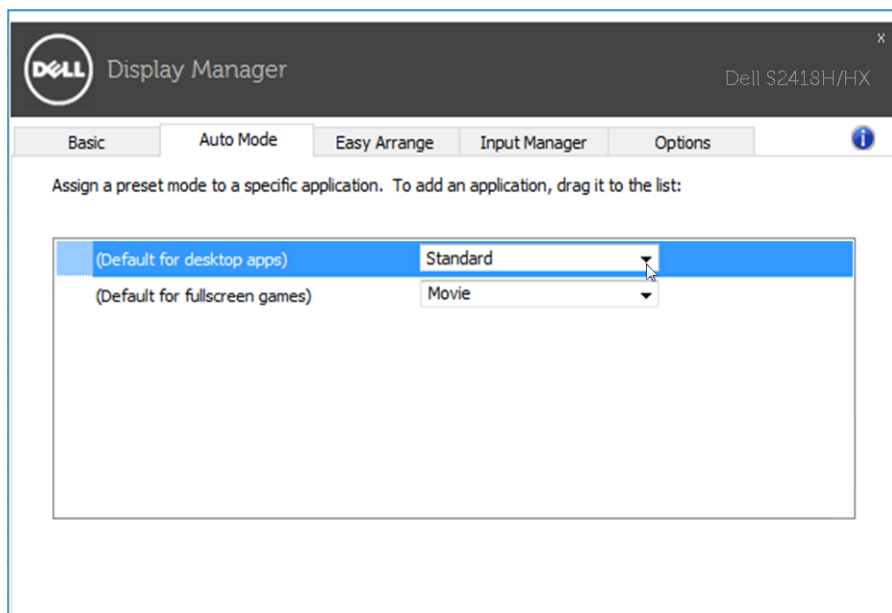 x
DELL Display Manager
Dell S2418H/HX
Basic Auto Mode Easy Arrange Input Manager Options i
Assign a preset mode to a specific application. To add an application, drag it to the list:
(Default for desktop apps) Standard
(Default for fullscreen games) Movie